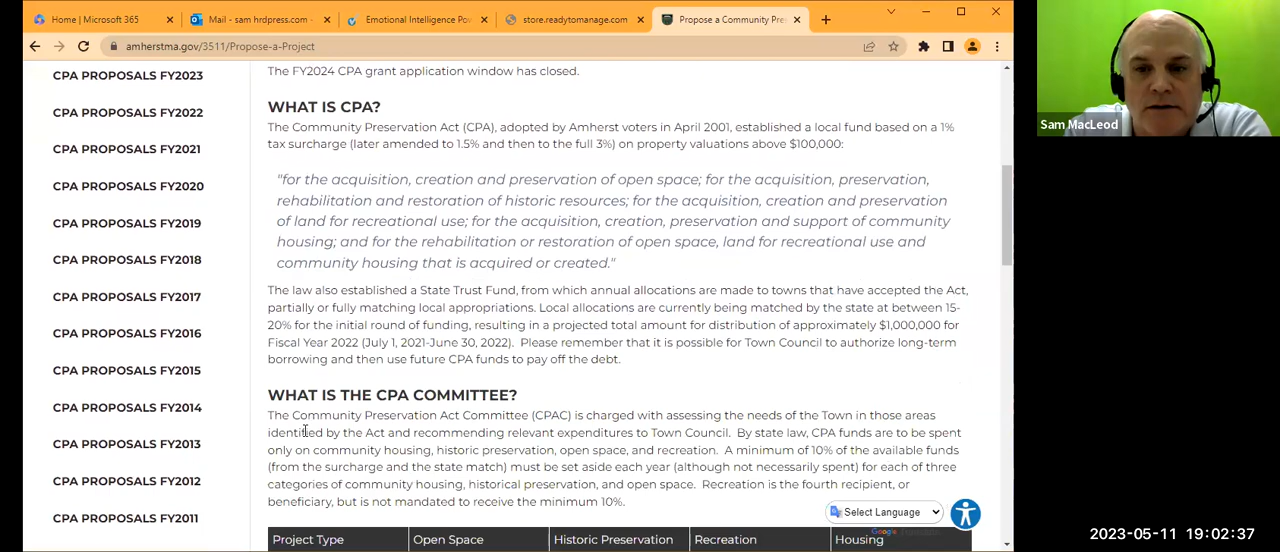 Home | Microsoft 365
Mail - sam hrdpress.com -
Emotional Intelligence Pow
store.readytomanage.com
Propose a Community Pres
amherstma.gov/3511/Propose-a-Project
CPA PROPOSALS FY2023
CPA PROPOSALS FY2022
CPA PROPOSALS FY2021
CPA PROPOSALS FY2020
CPA PROPOSALS FY2019
CPA PROPOSALS FY2018
CPA PROPOSALS FY2017
CPA PROPOSALS FY2016
CPA PROPOSALS FY2015
CPA PROPOSALS FY2014
CPA PROPOSALS FY2013
CPA PROPOSALS FY2012
CPA PROPOSALS FY2011
The FY2024 CPA grant application window has closed.
WHAT IS CPA?
The Community Preservation Act (CPA), adopted by Amherst voters in April 2001, established a local fund based on a 1%
tax surcharge (later amended to 1.5% and then to the full 3%) on property valuations above $100,000:
"for the acquisition, creation and preservation of open space; for the acquisition, preservation,
rehabilitation and restoration of historic resources; for the acquisition, creation and preservation
of land for recreational use; for the acquisition, creation, preservation and support of community
housing; and for the rehabilitation or restoration of open space, land for recreational use and
community housing that is acquired or created."
The law also established a State Trust Fund, from which annual allocations are made to towns that have accepted the Act,
partially or fully matching local appropriations. Local allocations are currently being matched by the state at between 15-
20% for the initial round of funding, resulting in a projected total amount for distribution of approximately $1,000,000 for
Fiscal Year 2022 (July 1, 2021-June 30, 2022). Please remember that it is possible for Town Council to authorize long-term
borrowing and then use future CPA funds to pay off the debt.
WHAT IS THE CPA COMMITTEE?
The Community Preservation Act Committee (CPAC) is charged with assessing the needs of the Town in those areas
identified by the Act and recommending relevant expenditures to Town Council. By state law, CPA funds are to be spent
only on community housing, historic preservation, open space, and recreation. A minimum of 10% of the available funds
(from the surcharge and the state match) must be set aside each year (although not necessarily spent) for each of three
categories of community housing, historical preservation, and open space. Recreation is the fourth recipient, or
beneficiary, but is not mandated to receive the minimum 10%.
Select Language
Google
Project Type Open Space Historic Preservation Recreation Housing
Sam MacLeod
2023-05-11 19:02:37